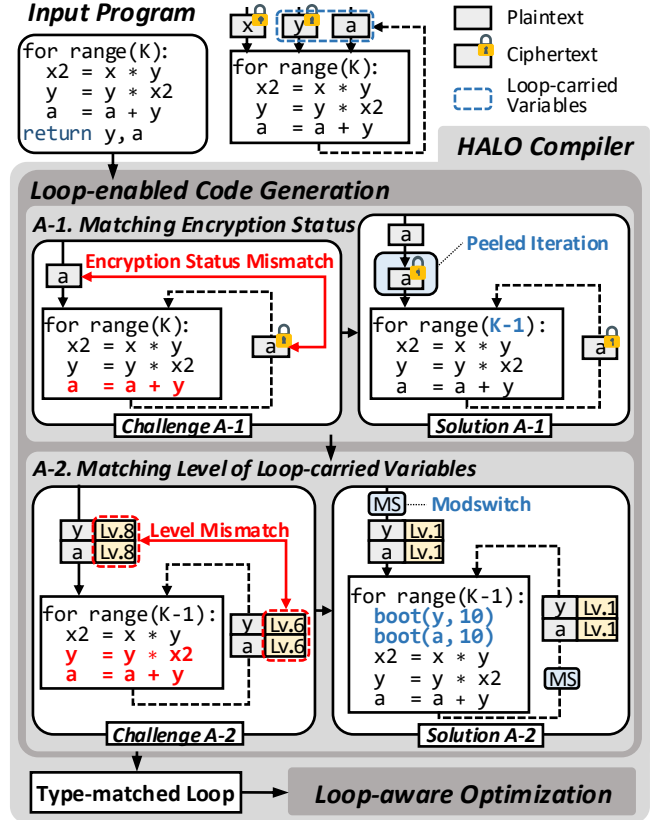 Input Program
for range(K):
x2 = x * y
y = y * x2
a = a + y
return y,a
x
y
a
for range(K):
x2 = x * y
y = y * x2
a = a + y
Plaintext
Ciphertext
Loop-carried
Variables
HALO Compiler
Loop-enabled Code Generation
A-1. Matching Encryption Status
Encryption Status Mismatch
a
for range(K):
x2 = x * y
y = y * x2
a = a + y
a
Challenge A-1
a
Peeled Iteration
a
for range(K-1):
x2 = x * y
y = y * x2
a = a + y
a
Solution A-1
A-2. Matching Level of Loop-carried Variables
y Lv.8
a Lv.8
Level Mismatch
for range(K-1):
x2 = x * y
y = y * x2
a = a + y
y Lv.6
a Lv.6
Challenge A-2
MS
Modswitch
y Lv.1
a Lv.1
for range(K-1):
boot(y,10)
boot(a,10)
x2 = x * y
y = y * x2
a = a + y
y Lv.1
a Lv.1
MS
Solution A-2
Type-matched Loop
Loop-aware Optimization